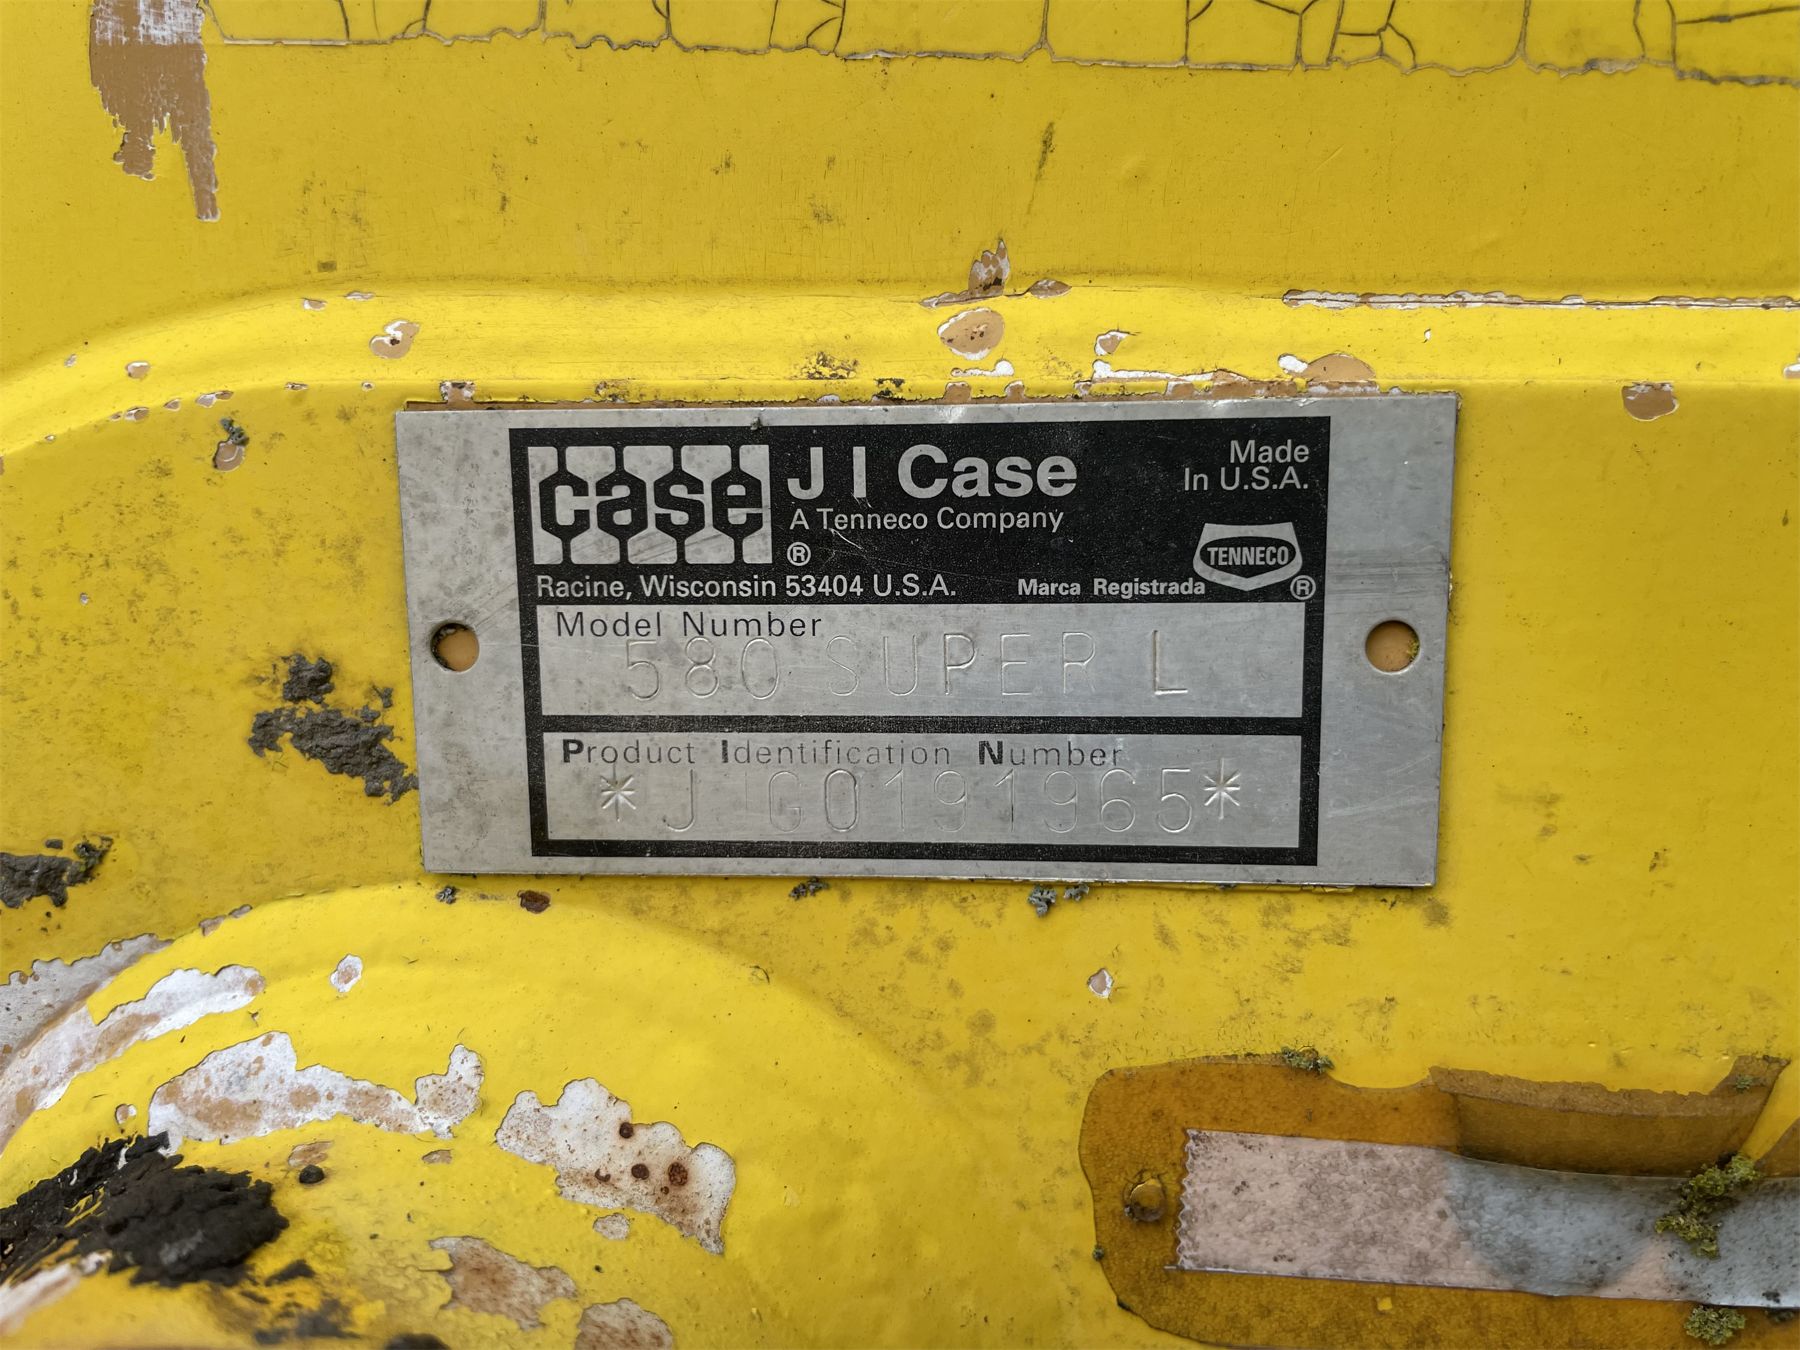 case J I Case
Made
In U.S.A.
A Tenneco Company
®
TENNECO
Racine, Wisconsin 53404 U.S.A. Marca Registrada ®
Model Number
580 SUPER L
Product Identification Number
*JJG0191965*